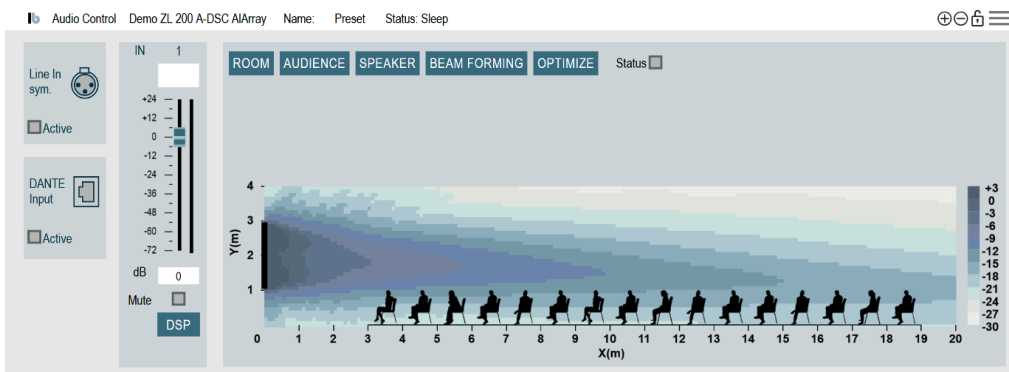 lb Audio Control Demo ZL 200 A-DSC AIArray Name: Preset Status: Sleep
Line In
sym.
Active
DANTE
Input
Active
IN 1
+24
+12
0
-12
-24
-36
-48
-60
-72
dB 0
Mute
DSP
ROOM AUDIENCE SPEAKER BEAM FORMING OPTIMIZE Status
Y(m)
4
3
2
1
0 1 2 3 4 5 6 7 8 9 10 11 12 13 14 15 16 17 18 19 20
X(m)
+3
0
-3
-6
-9
-12
-15
-18
-21
-24
-27
-30